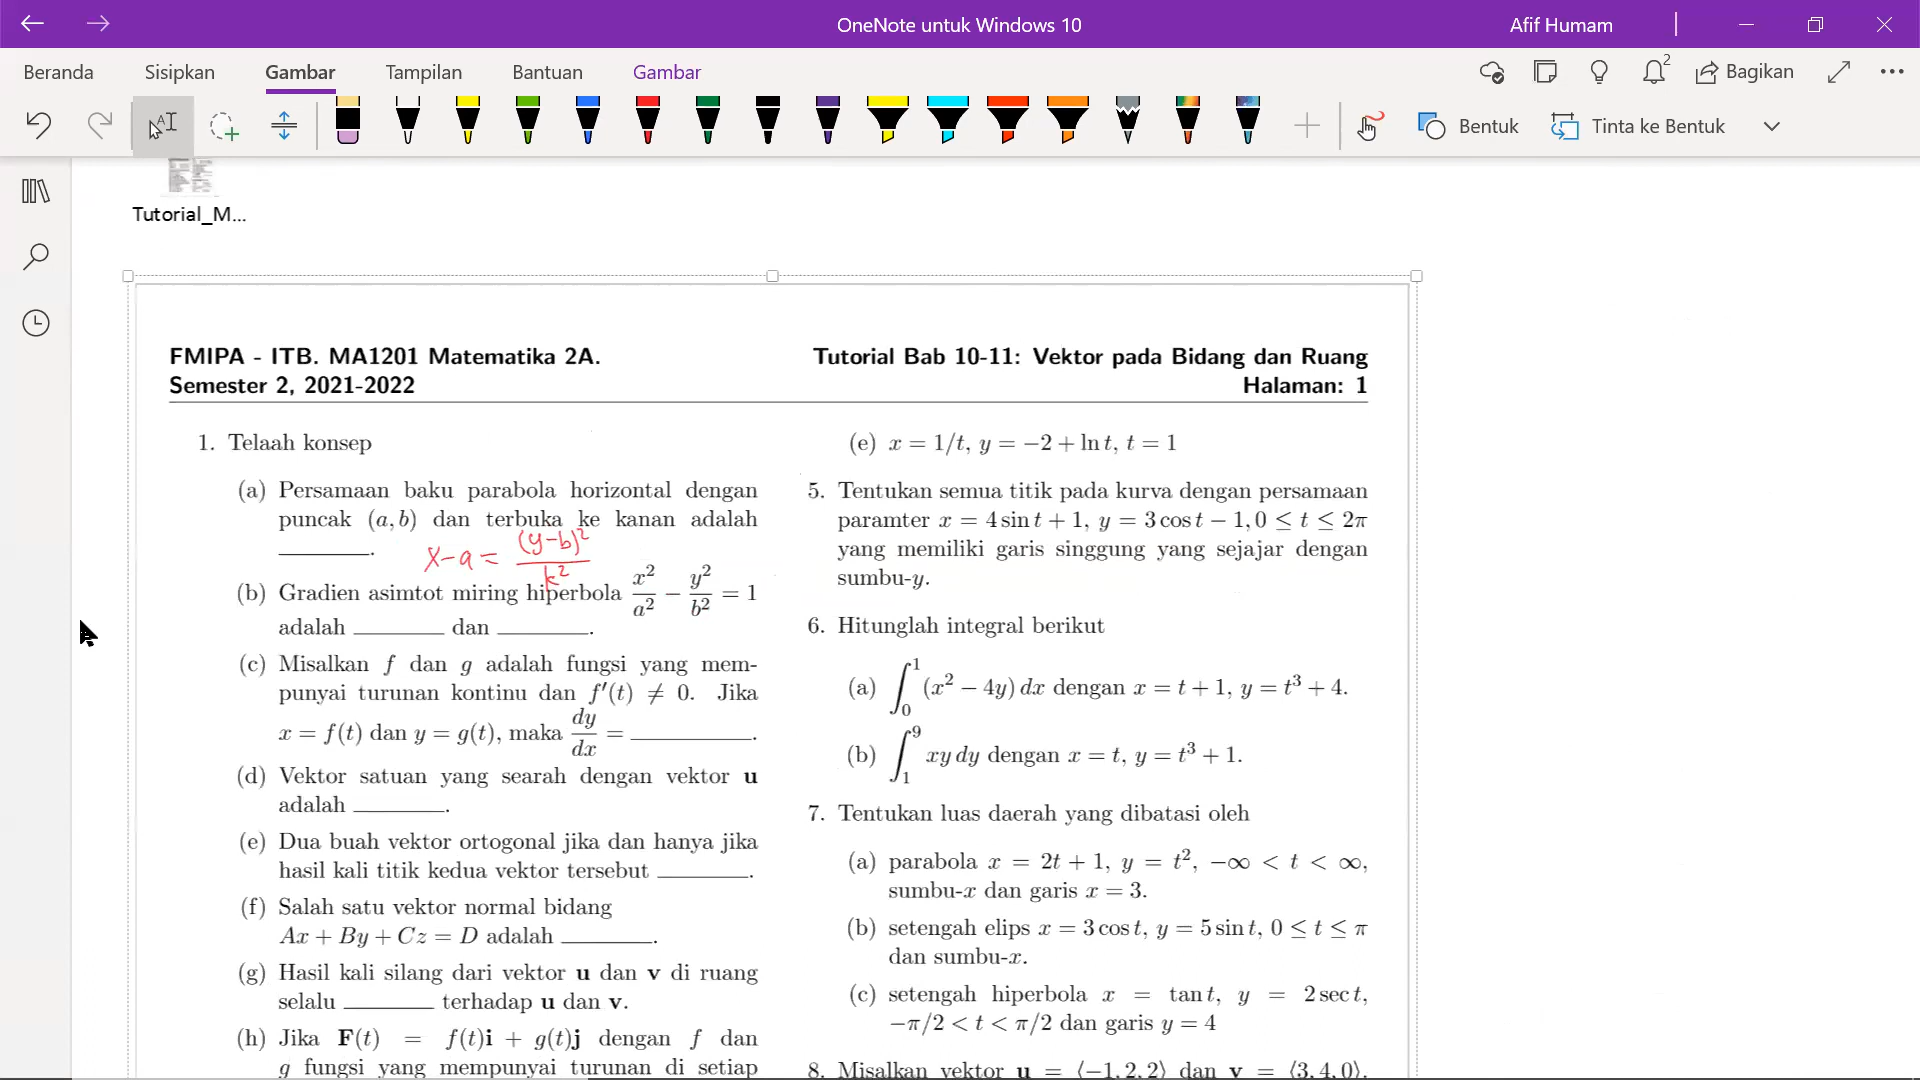 OneNote untuk Windows 10
Afif Humam
Beranda
Sisipkan
Gambar
Tampilan
Bantuan
Gambar
2
Bagikan
Bentuk
Tinta ke Bentuk
Tutorial_M...
FMIPA - ITB. MA1201 Matematika 2A.
Semester 2, 2021-2022
Tutorial Bab 10-11: Vektor pada Bidang dan Ruang
Halaman: 1
1. Telaah konsep
(a) Persamaan baku parabola horizontal dengan
puncak (a, b) dan terbuka ke kanan adalah
________.
x-a = (y-b)²/k²
(b) Gradien asimtot miring hiperbola x²/a² − y²/b² = 1
adalah ________ dan ________.
(c) Misalkan f dan g adalah fungsi yang mem-
punyai turunan kontinu dan f′(t) ≠ 0. Jika
x = f(t) dan y = g(t), maka dy/dx = ________.
(d) Vektor satuan yang searah dengan vektor u
adalah ________.
(e) Dua buah vektor ortogonal jika dan hanya jika
hasil kali titik kedua vektor tersebut ________.
(f) Salah satu vektor normal bidang
Ax + By + Cz = D adalah ________.
(g) Hasil kali silang dari vektor u dan v di ruang
selalu ________ terhadap u dan v.
(h) Jika F(t) = f(t)i + g(t)j dengan f dan
g fungsi yang mempunyai turunan di setiap
(e) x = 1/t, y = −2 + ln t, t = 1
5. Tentukan semua titik pada kurva dengan persamaan
paramter x = 4 sin t + 1, y = 3 cos t − 1, 0 ≤ t ≤ 2π
yang memiliki garis singgung yang sejajar dengan
sumbu-y.
6. Hitunglah integral berikut
(a) ∫₀¹ (x² − 4y) dx dengan x = t + 1, y = t³ + 4.
(b) ∫₁⁹ xy dy dengan x = t, y = t³ + 1.
7. Tentukan luas daerah yang dibatasi oleh
(a) parabola x = 2t + 1, y = t², −∞ < t < ∞,
sumbu-x dan garis x = 3.
(b) setengah elips x = 3 cos t, y = 5 sin t, 0 ≤ t ≤ π
dan sumbu-x.
(c) setengah hiperbola x = tan t, y = 2 sec t,
−π/2 < t < π/2 dan garis y = 4
8. Misalkan vektor u = ⟨−1, 2, 2⟩ dan v = ⟨3, 4, 0⟩.